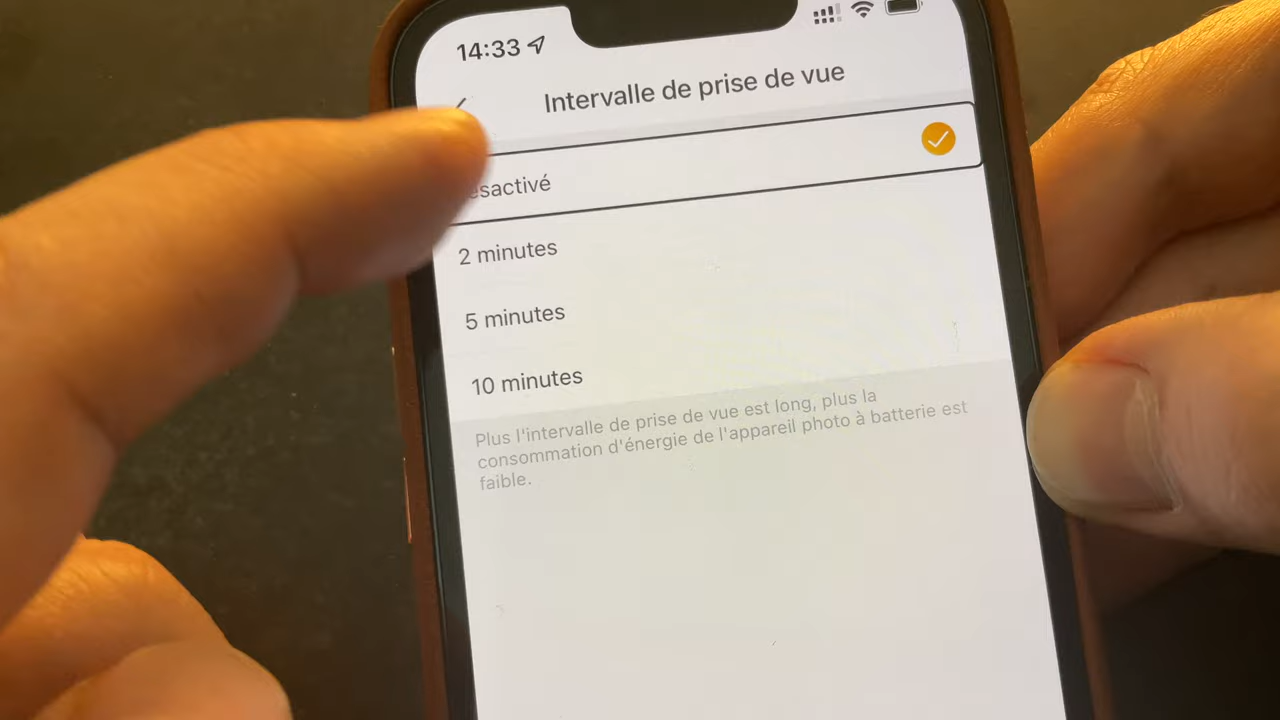 14:33
Intervalle de prise de vue
ésactivé
2 minutes
5 minutes
10 minutes
Plus l'intervalle de prise de vue est long, plus la
consommation d'énergie de l'appareil photo à batterie est
faible.